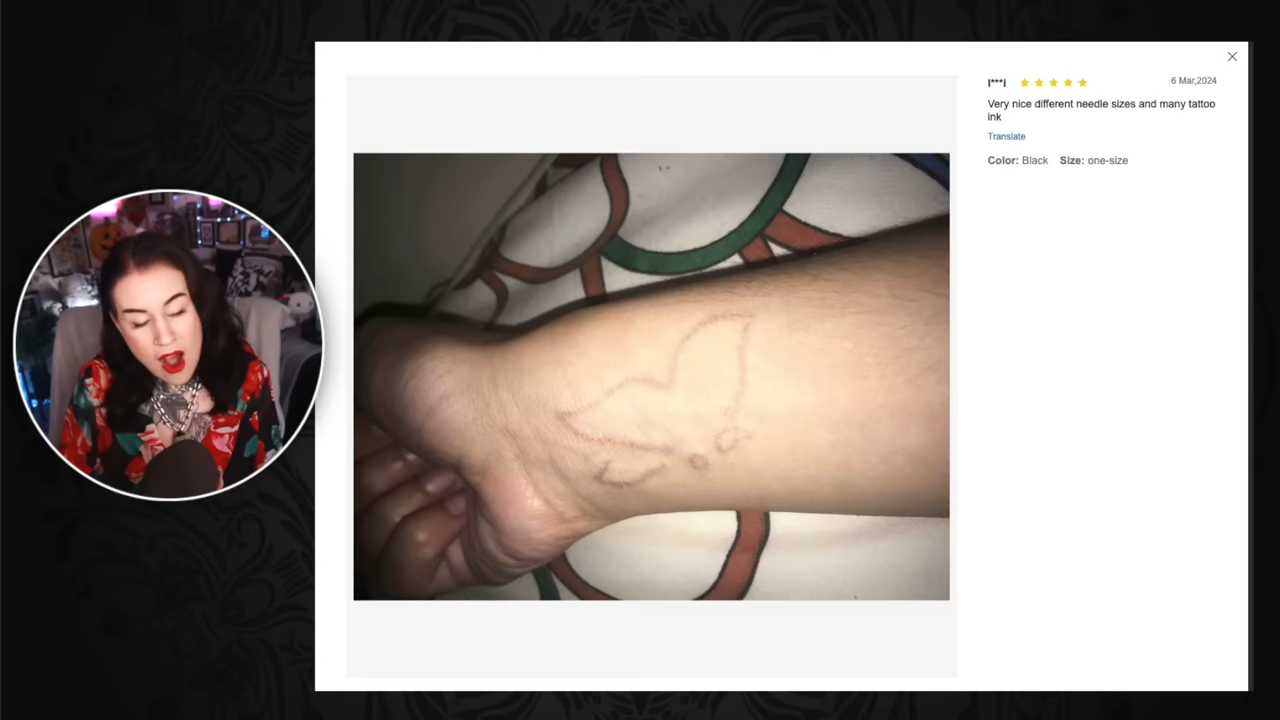 l***i
6 Mar,2024
Very nice different needle sizes and many tattoo
ink
Translate
Color: Black Size: one-size